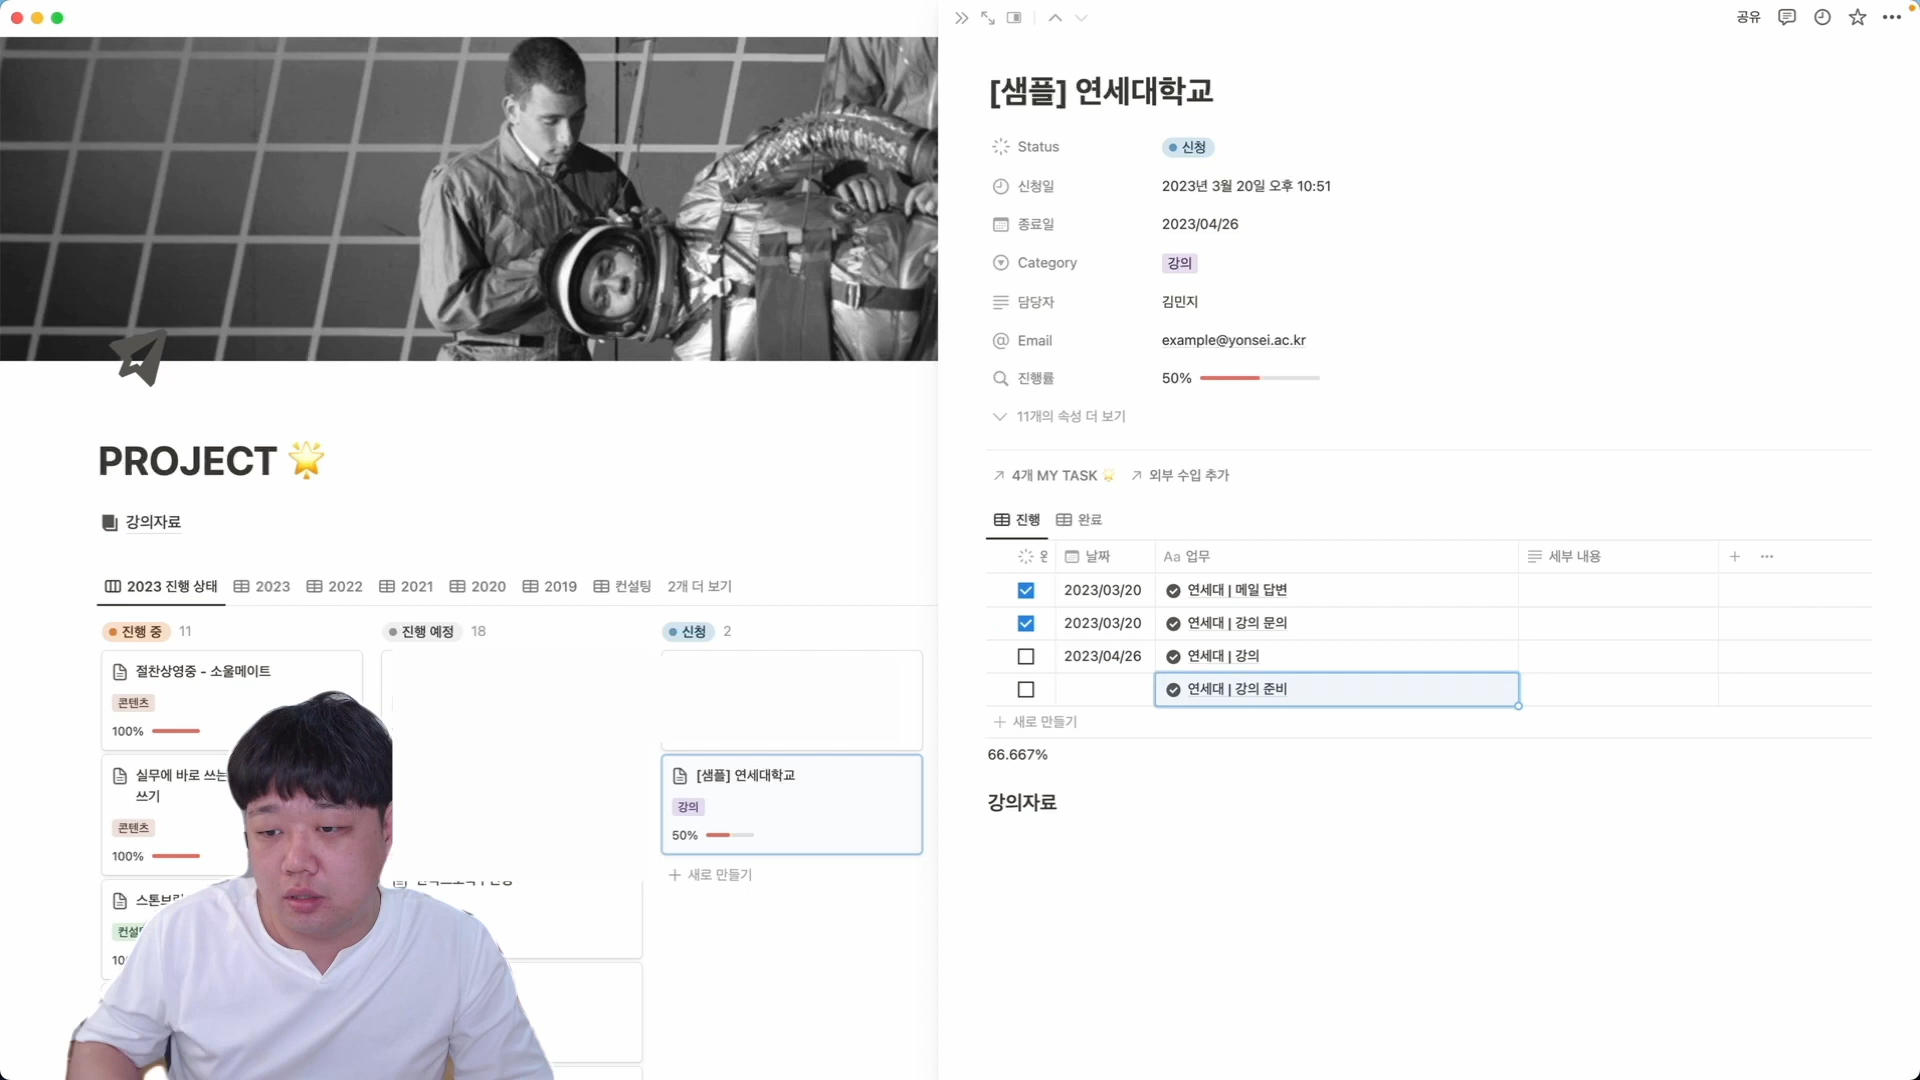 PROJECT 🌟
강의자료
2023 진행 상태 2023 2022 2021 2020 2019 컨설팅 2개 더 보기
진행 중 11
절찬상영중 - 소울메이트
콘텐츠
100%
실무에 바로 쓰는
쓰기
콘텐츠
100%
진행 예정 18
신청 2
[샘플] 연세대학교
강의
50%
+ 새로 만들기
공유
[샘플] 연세대학교
Status 신청
신청일 2023년 3월 20일 오후 10:51
종료일 2023/04/26
Category 강의
담당자 김민지
Email example@yonsei.ac.kr
진행률 50%
11개의 속성 더 보기
4개 MY TASK 🌟 외부 수입 추가
진행 완료
날짜 Aa 업무 세부 내용
2023/03/20 연세대 | 메일 답변
2023/03/20 연세대 | 강의 문의
2023/04/26 연세대 | 강의
연세대 | 강의 준비
+ 새로 만들기
66.667%
강의자료